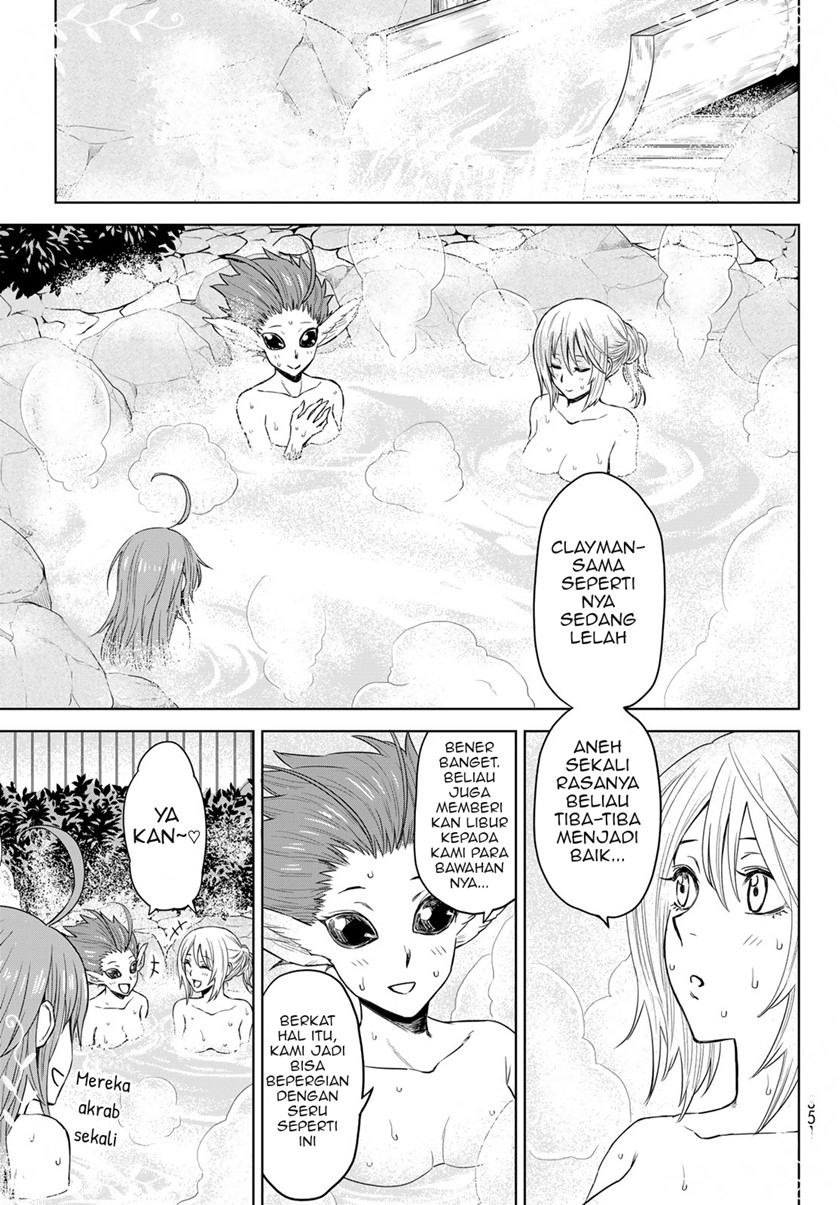 CLAYMAN-
SAMA
SEPERTI
NYA
SEDANG
LELAH
ANEH
SEKALI
RASANYA
BELIAU
TIBA-TIBA
MENJADI
BAIK...
BENER
BANGET.
BELIAU
JUGA
MEMBERI
KAN LIBUR
KEPADA
KAMI PARA
BAWAHAN
NYA...
BERKAT
HAL ITU,
KAMI JADI
BISA
BEPERGIAN
DENGAN
SERU
SEPERTI
INI
YA
KAN~♡
Mereka
akrab
sekali